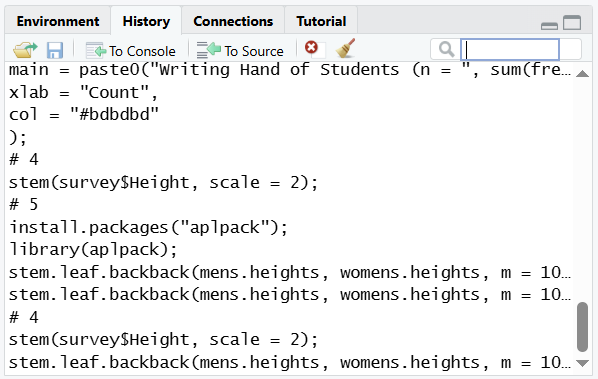 Environment History Connections Tutorial
To Console To Source
main = paste0("Writing Hand of Students (n = ", sum(fre…
xlab = "Count",
col = "#bdbdbd"
);
# 4
stem(survey$Height, scale = 2);
# 5
install.packages("aplpack");
library(aplpack);
stem.leaf.backback(mens.heights, womens.heights, m = 10…
stem.leaf.backback(mens.heights, womens.heights, m = 10…
# 4
stem(survey$Height, scale = 2);
stem.leaf.backback(mens.heights, womens.heights, m = 10…